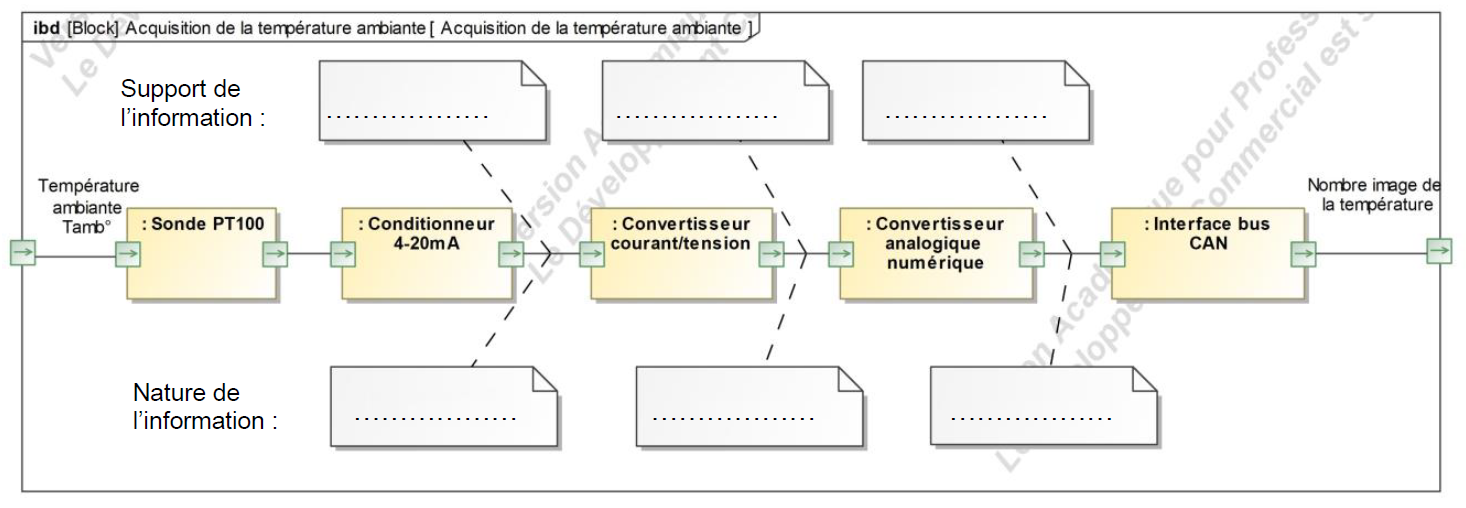 ibd [Block] Acquisition de la température ambiante [ Acquisition de la température ambiante ]
Support de
l'information :
..................
..................
..................
Température
ambiante
Tamb°
: Sonde PT100
: Conditionneur
4-20mA
: Convertisseur
courant/tension
: Convertisseur
analogique
numérique
: Interface bus
CAN
Nombre image de
la température
Nature de
l'information :
..................
..................
..................